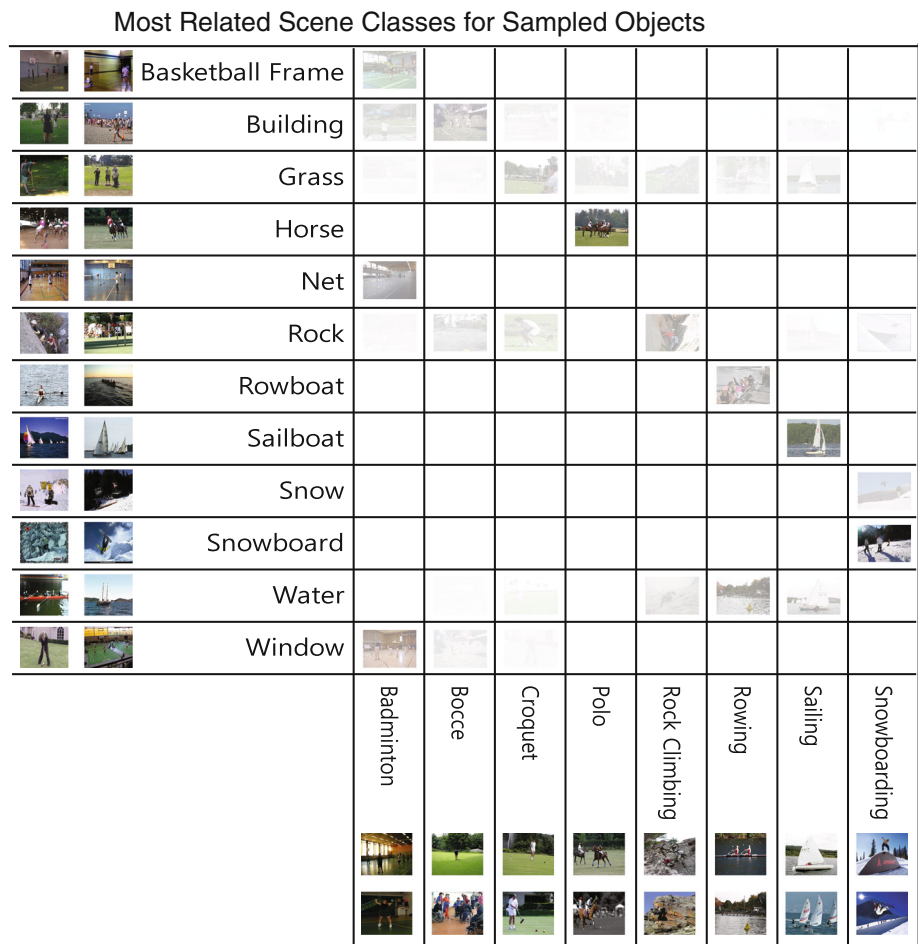 Most Related Scene Classes for Sampled Objects
Basketball Frame
Building
Grass
Horse
Net
Rock
Rowboat
Sailboat
Snow
Snowboard
Water
Window
Badminton
Bocce
Croquet
Polo
Rock Climbing
Rowing
Sailing
Snowboarding